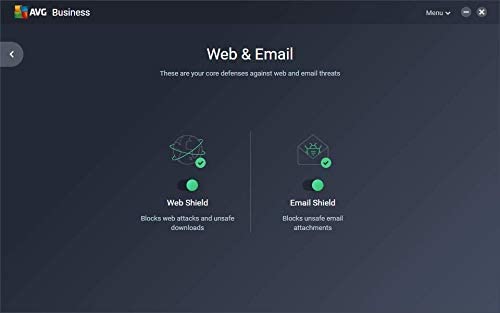 AVG Business
Menu
Web & Email
These are your core defenses against web and email threats
Web Shield
Blocks web attacks and unsafe
downloads
Email Shield
Blocks unsafe email
attachments